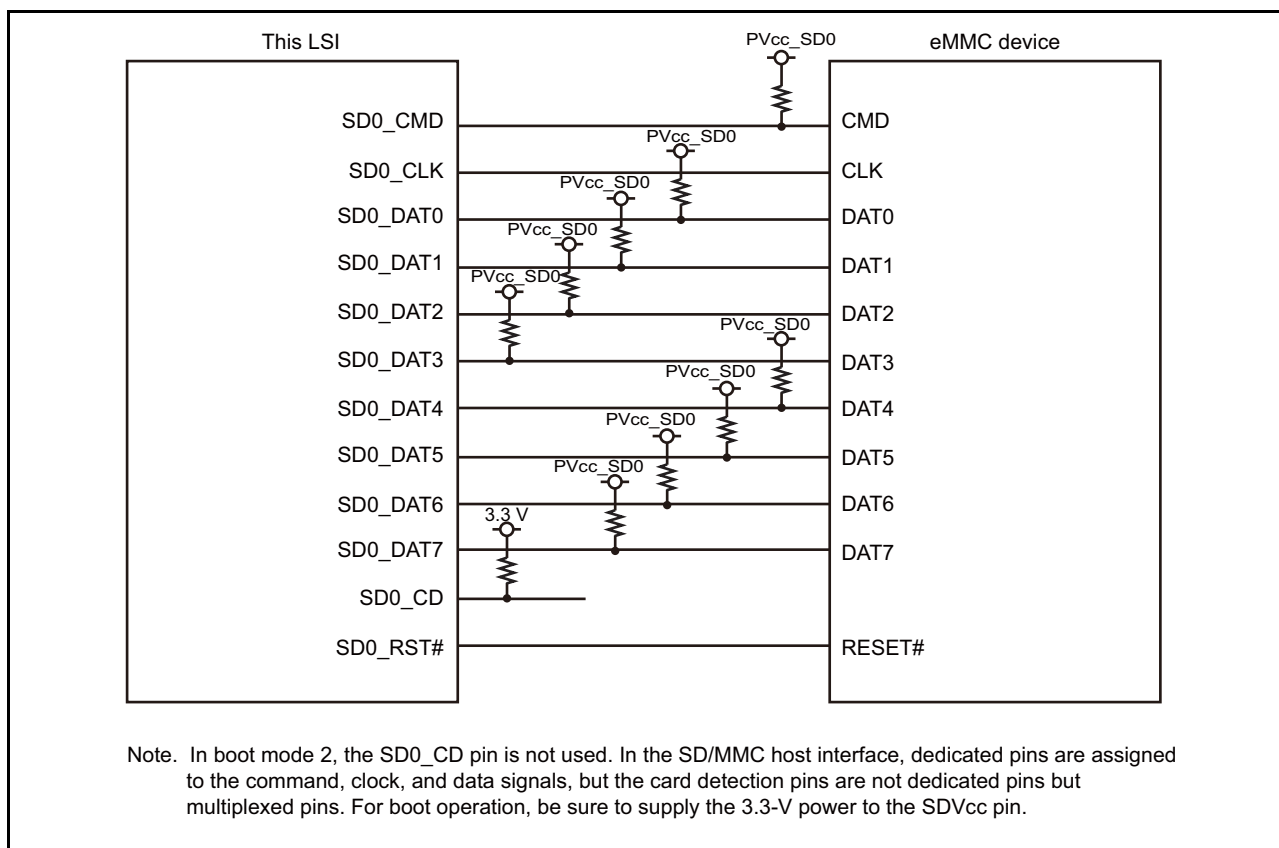 This LSI
PVcc_SD0
eMMC device
SD0_CMD
CMD
PVcc_SD0
SD0_CLK
CLK
PVcc_SD0
SD0_DAT0
DAT0
PVcc_SD0
SD0_DAT1
DAT1
PVcc_SD0
SD0_DAT2
DAT2
PVcc_SD0
SD0_DAT3
DAT3
PVcc_SD0
SD0_DAT4
DAT4
PVcc_SD0
SD0_DAT5
DAT5
PVcc_SD0
SD0_DAT6
DAT6
3.3 V
SD0_DAT7
DAT7
SD0_CD
SD0_RST#
RESET#
Note. In boot mode 2, the SD0_CD pin is not used. In the SD/MMC host interface, dedicated pins are assigned
to the command, clock, and data signals, but the card detection pins are not dedicated pins but
multiplexed pins. For boot operation, be sure to supply the 3.3-V power to the SDVcc pin.